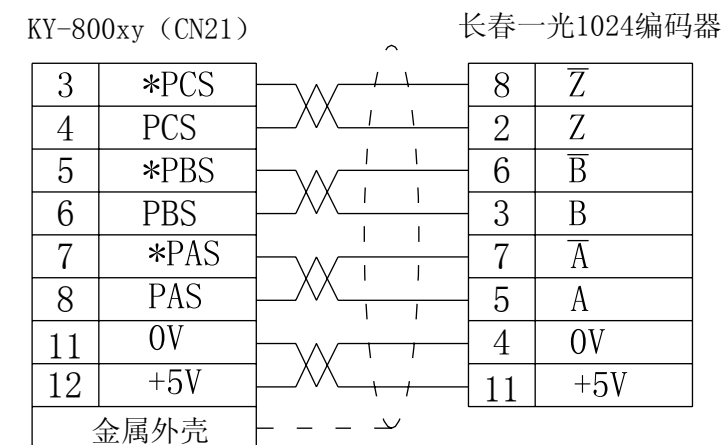 KY-800xy（CN21） 长春一光1024编码器
3 *PCS 8 Z̅
4 PCS 2 Z
5 *PBS 6 B̅
6 PBS 3 B
7 *PAS 7 A̅
8 PAS 5 A
11 0V 4 0V
12 +5V 11 +5V
金属外壳